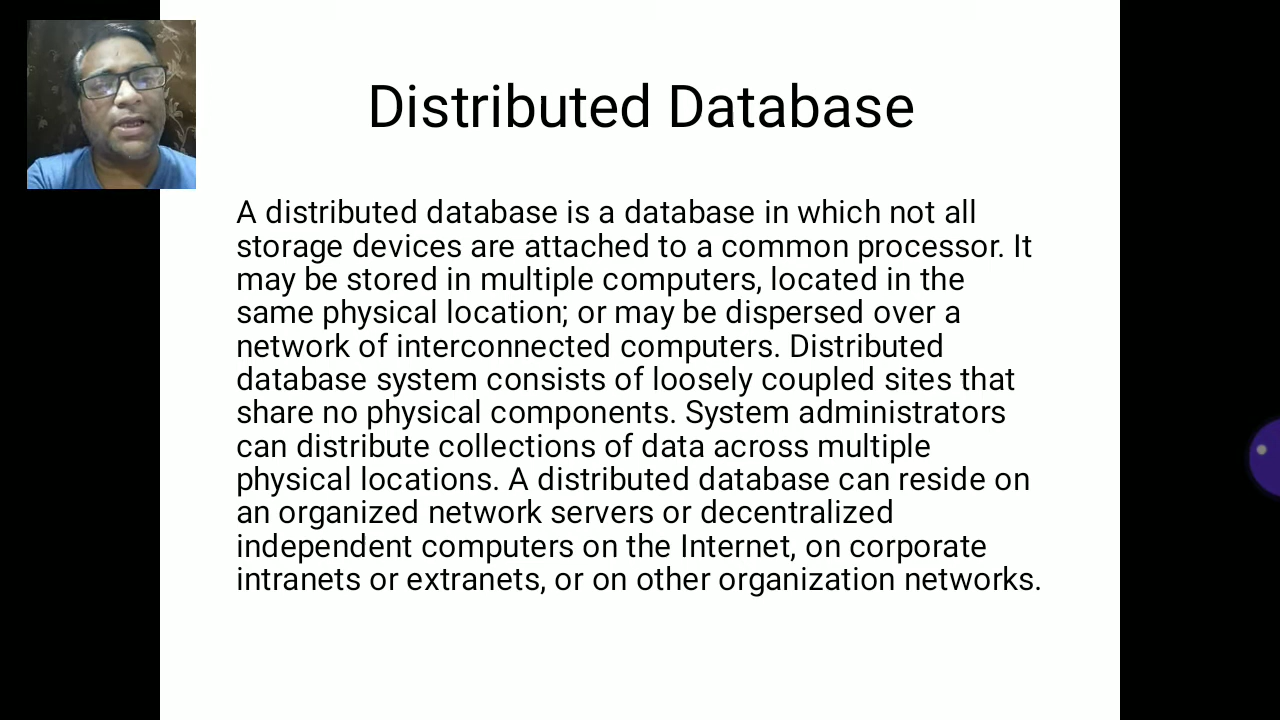 Distributed Database
A distributed database is a database in which not all
storage devices are attached to a common processor. It
may be stored in multiple computers, located in the
same physical location; or may be dispersed over a
network of interconnected computers. Distributed
database system consists of loosely coupled sites that
share no physical components. System administrators
can distribute collections of data across multiple
physical locations. A distributed database can reside on
an organized network servers or decentralized
independent computers on the Internet, on corporate
intranets or extranets, or on other organization networks.